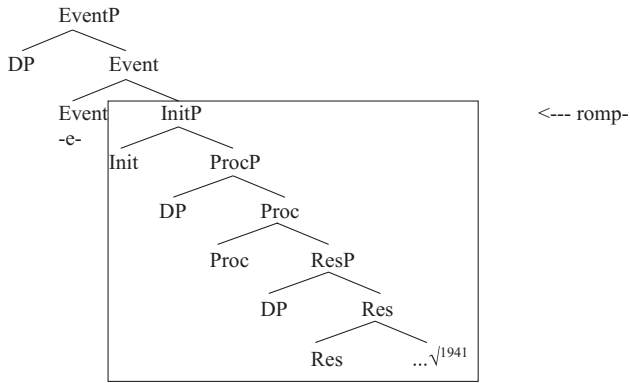 EventP
DP Event
Event InitP <--- romp-
-e-
Init ProcP
DP Proc
Proc ResP
DP Res
Res ...√1941